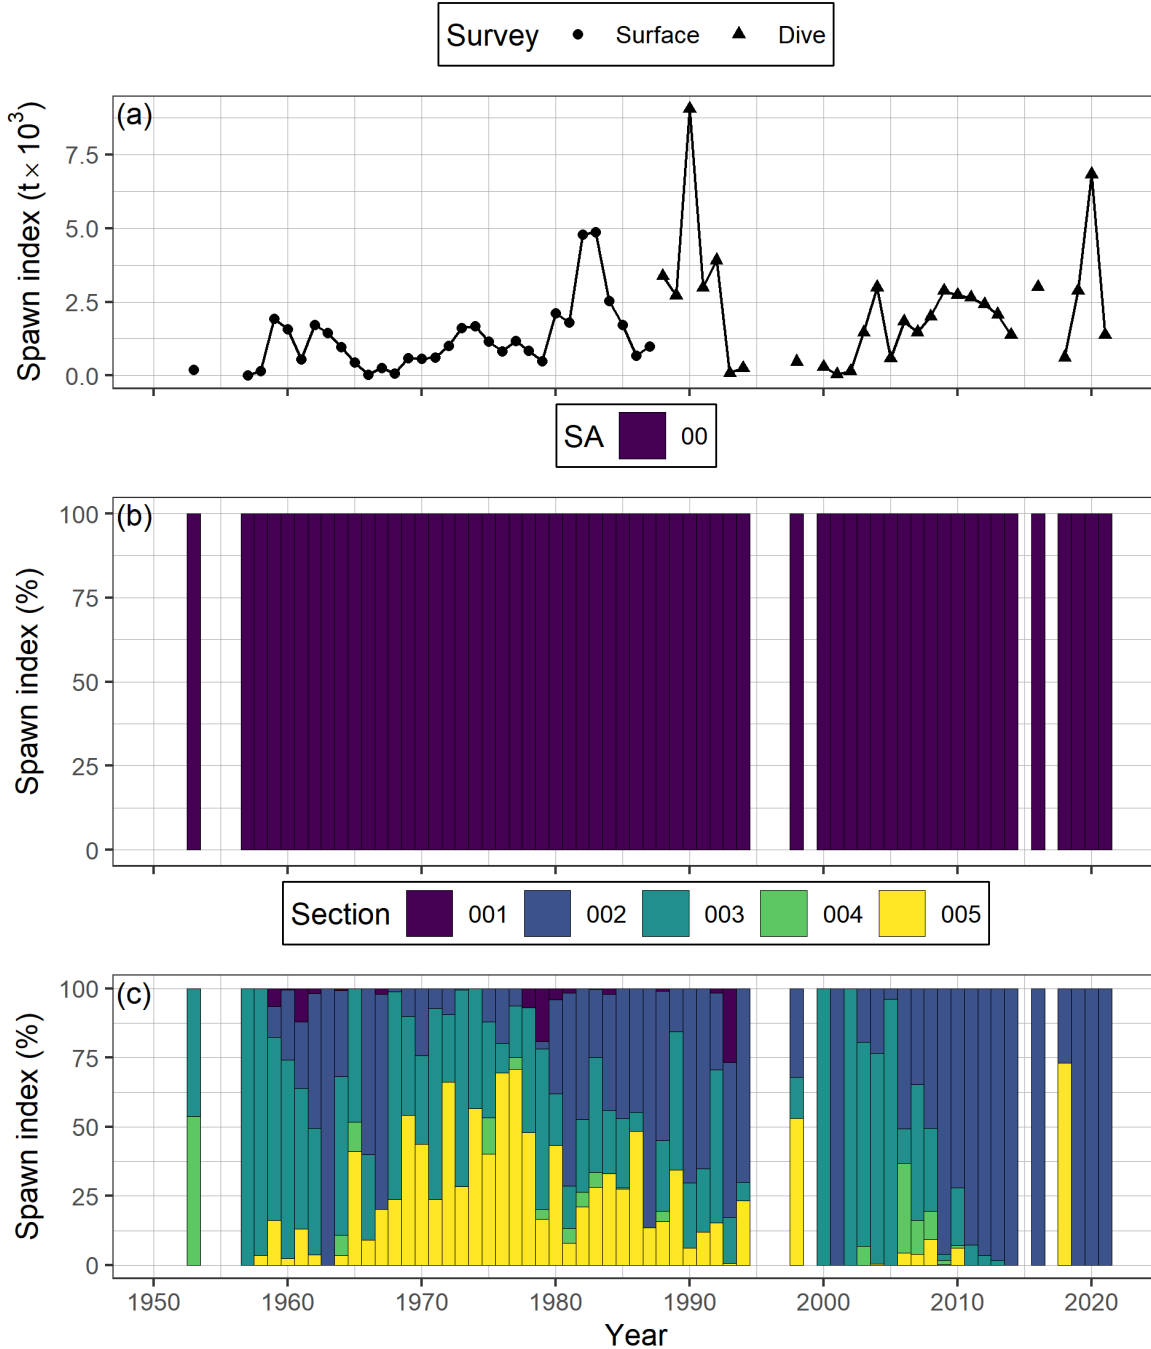 Survey Surface Dive
(a)
Spawn index (t × 10³)
7.5
5.0
2.5
0.0
SA 00
(b)
Spawn index (%)
100
75
50
25
0
Section 001 002 003 004 005
(c)
Spawn index (%)
100
75
50
25
0
1950 1960 1970 1980 1990 2000 2010 2020
Year